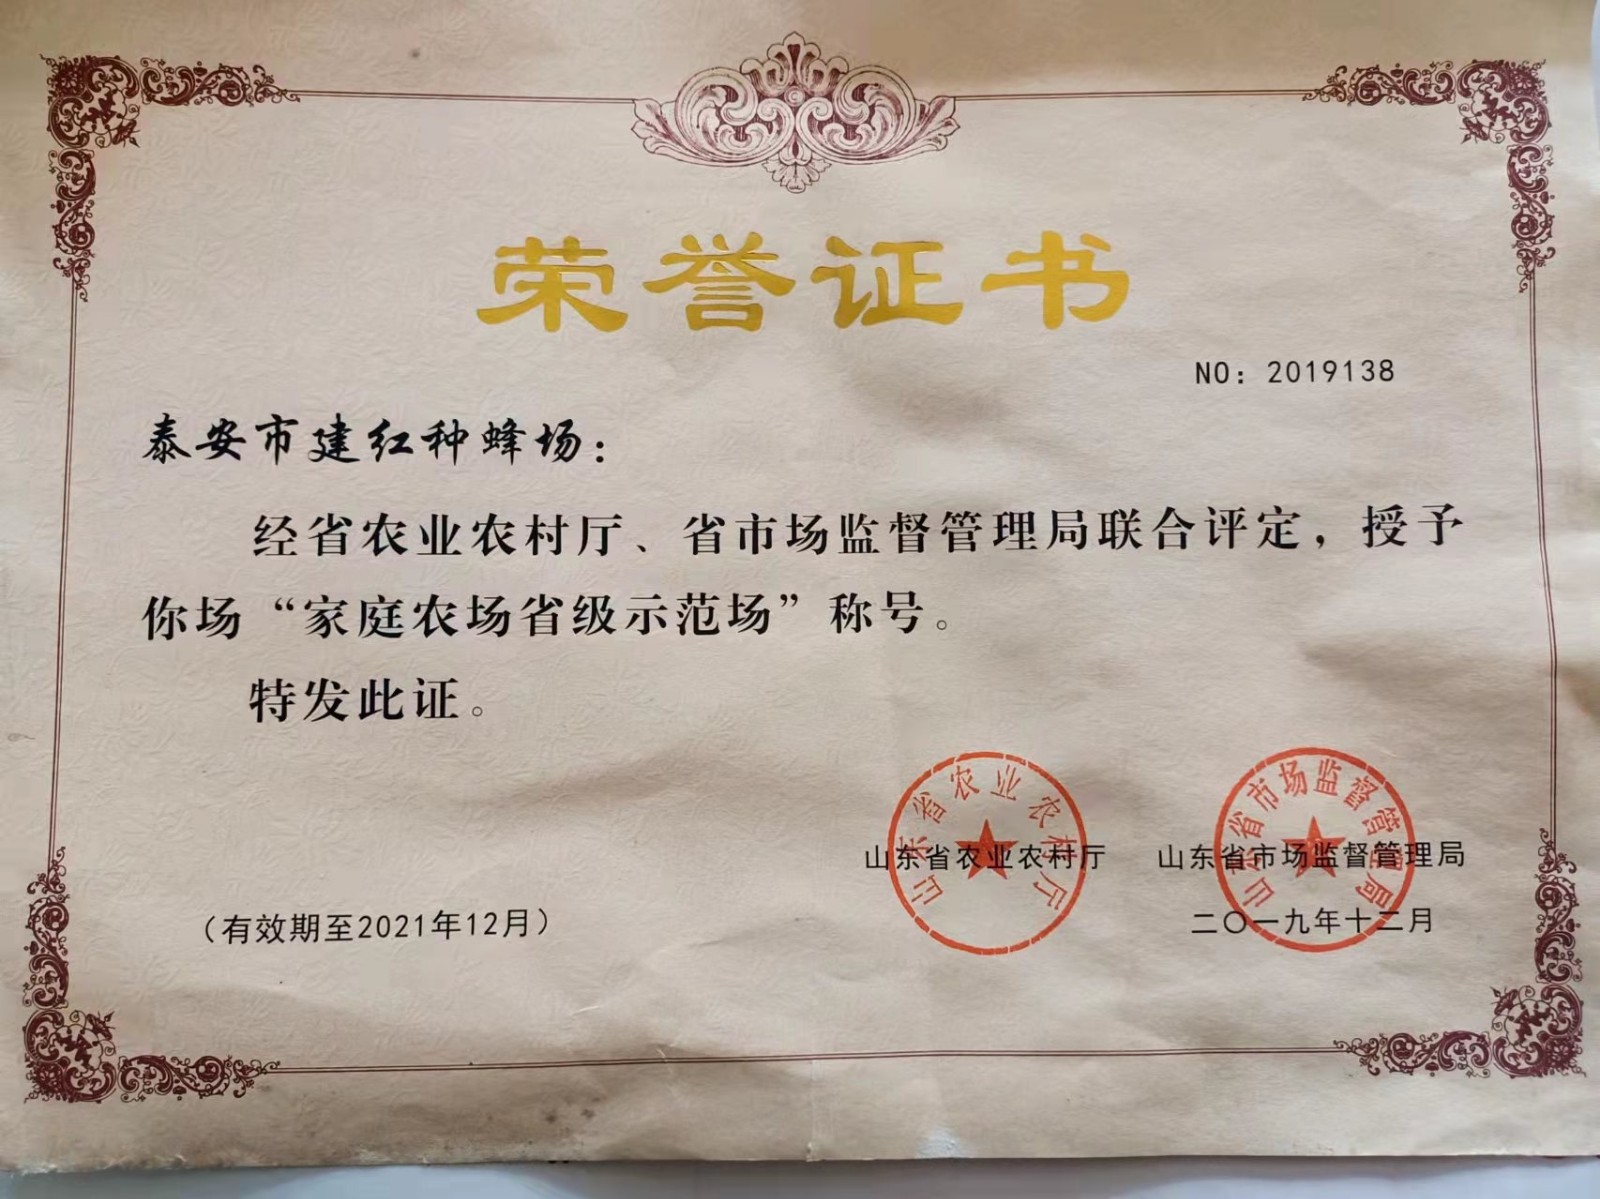 荣誉证书
NO：2019138
泰安市建红种蜂场：
经省农业农村厅、省市场监督管理局联合评定，授予
你场“家庭农场省级示范场”称号。
特发此证。
山东省农业农村厅
山东省市场监督管理局
山东省农业农村厅 山东省市场监督管理局
（有效期至2021年12月） 二〇一九年十二月